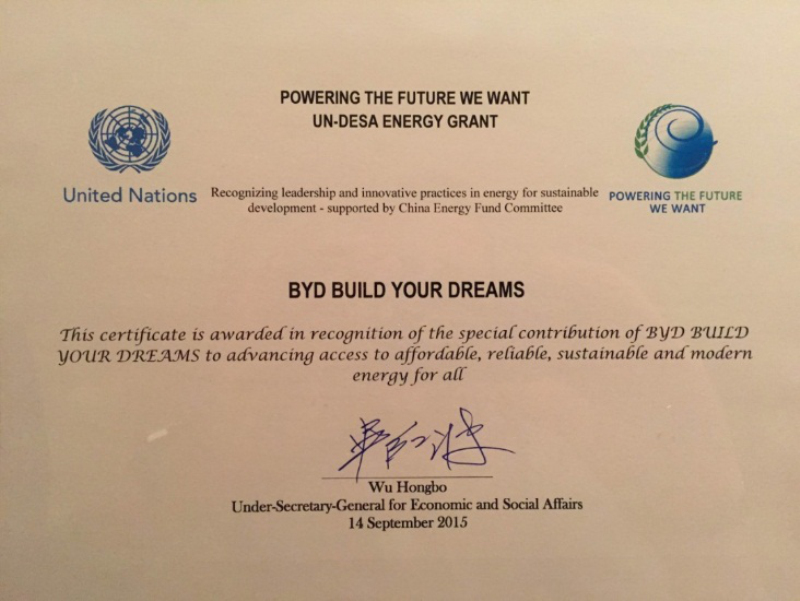 POWERING THE FUTURE WE WANT
UN-DESA ENERGY GRANT
United Nations
Recognizing leadership and innovative practices in energy for sustainable
development - supported by China Energy Fund Committee
POWERING THE FUTURE
WE WANT
BYD BUILD YOUR DREAMS
This certificate is awarded in recognition of the special contribution of BYD BUILD
YOUR DREAMS to advancing access to affordable, reliable, sustainable and modern
energy for all
Wu Hongbo
Under-Secretary-General for Economic and Social Affairs
14 September 2015